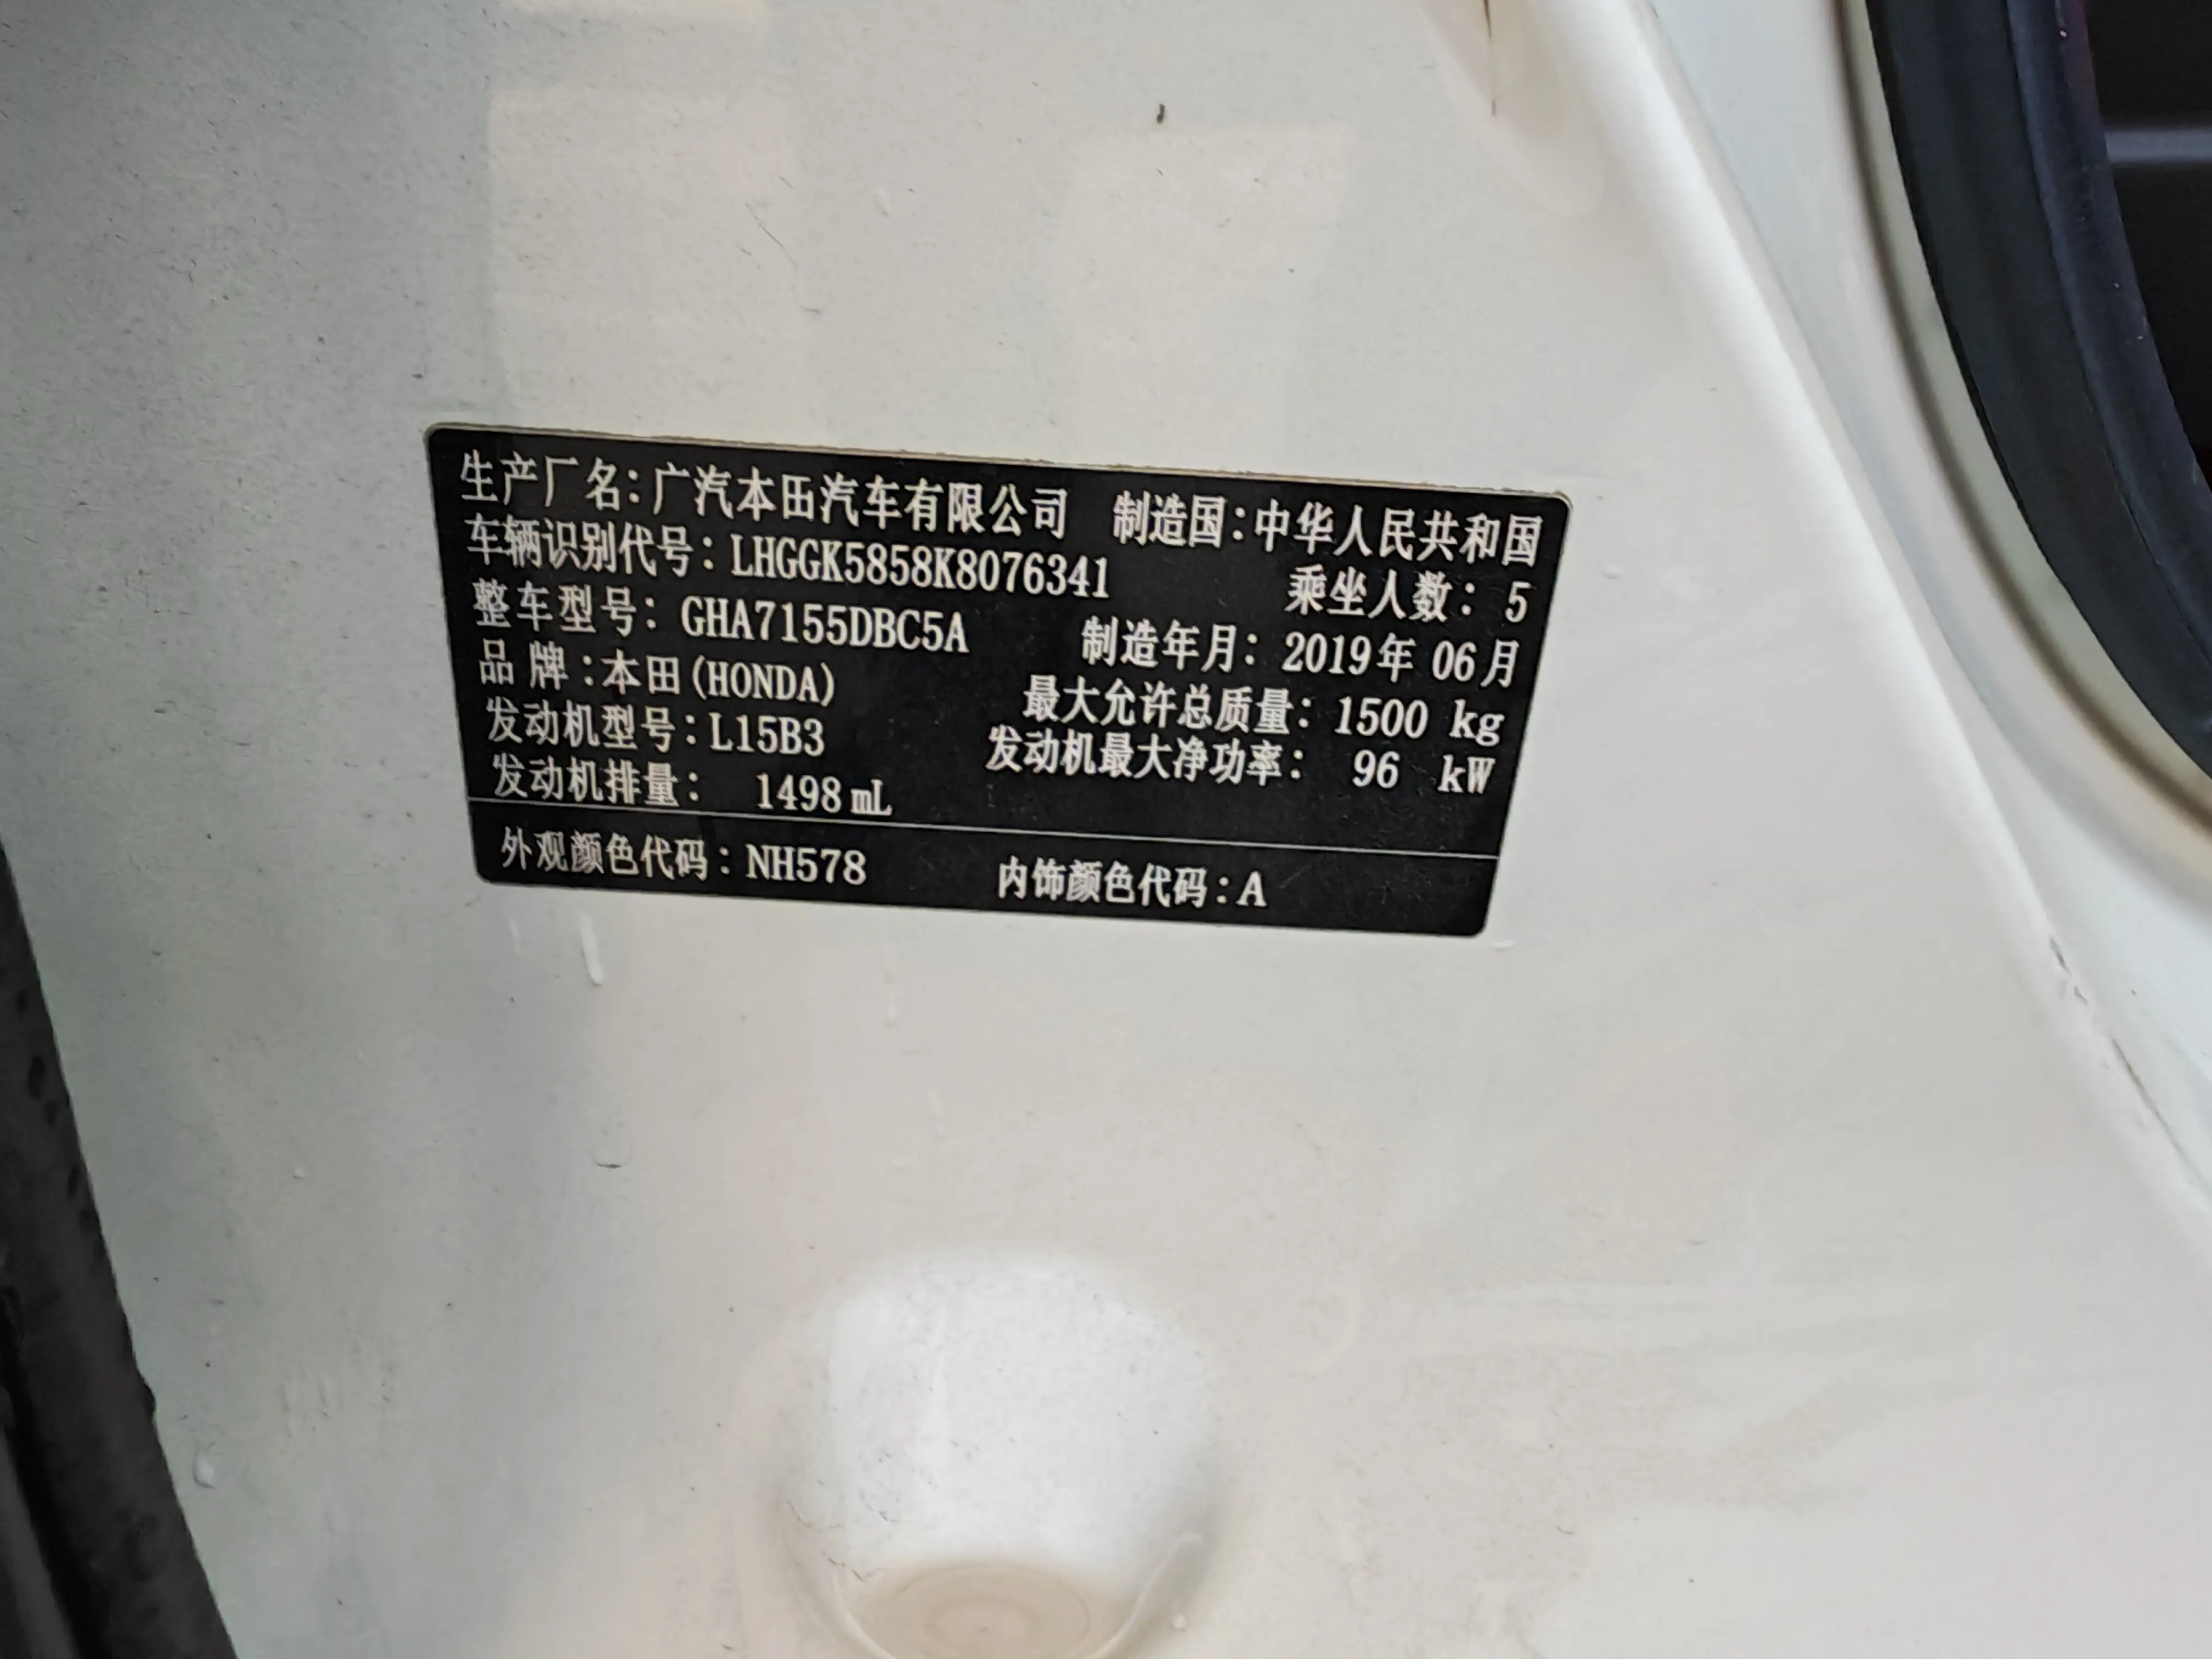 生产厂名：广汽本田汽车有限公司 制造国：中华人民共和国
车辆识别代号：LHGGK5858K8076341 乘坐人数：5
整车型号：GHA7155DBC5A 制造年月：2019年06月
品牌：本田(HONDA) 最大允许总质量：1500 kg
发动机型号：L15B3 发动机最大净功率：96 kW
发动机排量：1498mL
外观颜色代码：NH578 内饰颜色代码：A